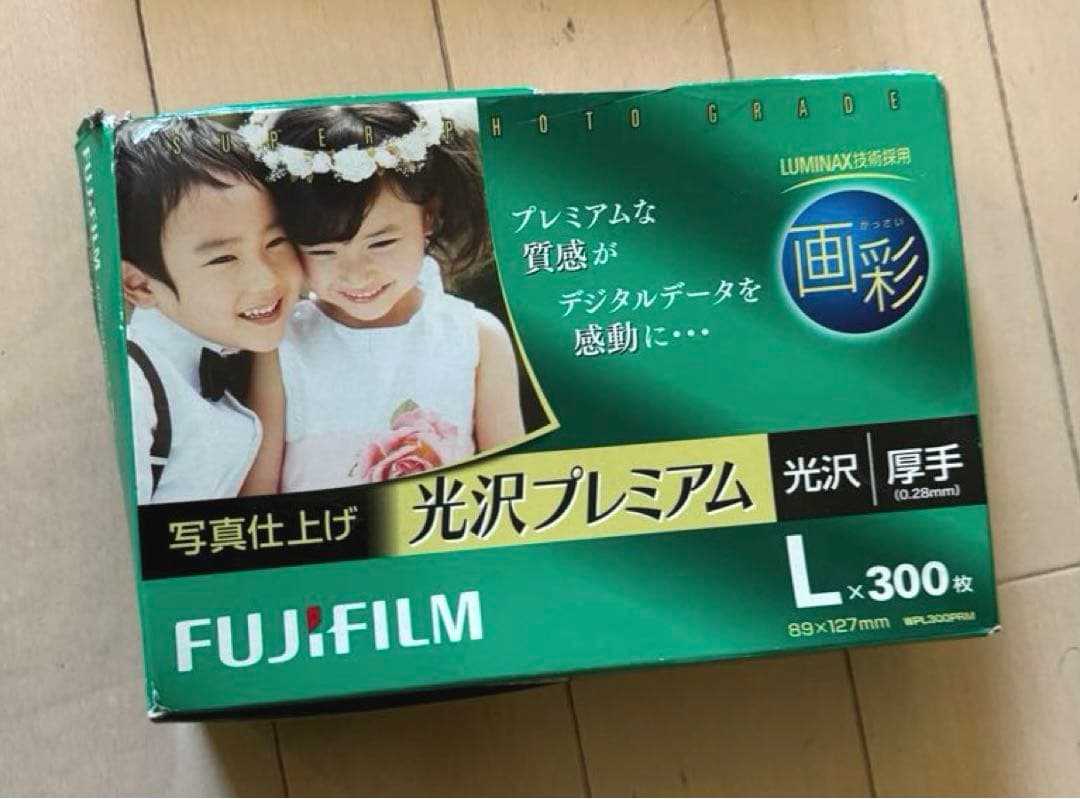 SUPER PHOTO GRADE
FUJIFILM
LUMINAX技術採用
かっさい
画彩
プレミアムな
質感が
デジタルデータを
感動に・・・
写真仕上げ
光沢プレミアム
光沢
厚手
(0.28mm)
FUJIFILM
L×300枚
89×127mm WPL300PRM